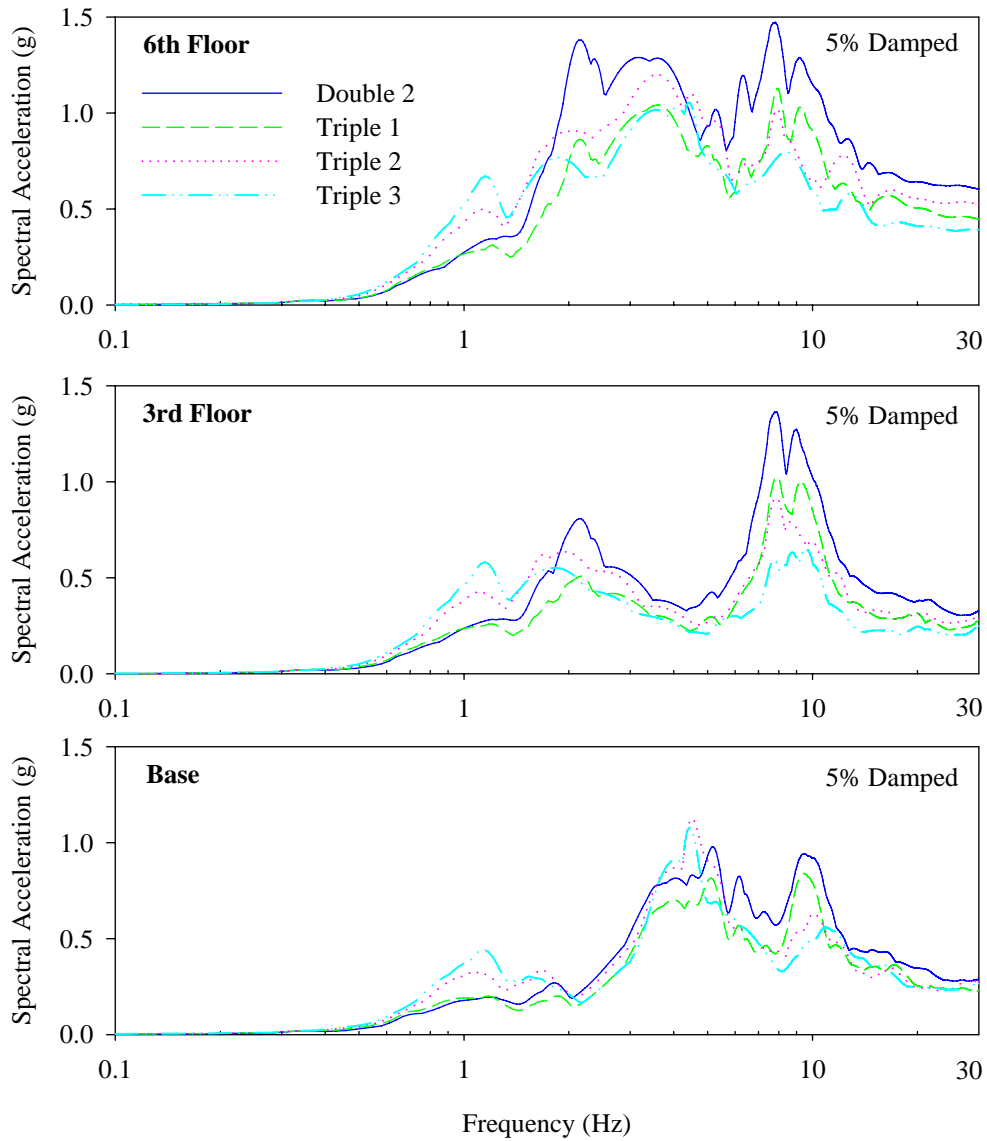 1.5
6th Floor
5% Damped
Double 2
Triple 1
Triple 2
Triple 3
1.0
0.5
0.0
Spectral Acceleration (g)
0.1 1 10 30
1.5
3rd Floor
5% Damped
1.0
0.5
0.0
Spectral Acceleration (g)
0.1 1 10 30
1.5
Base
5% Damped
1.0
0.5
0.0
Spectral Acceleration (g)
0.1 1 10 30
Frequency (Hz)